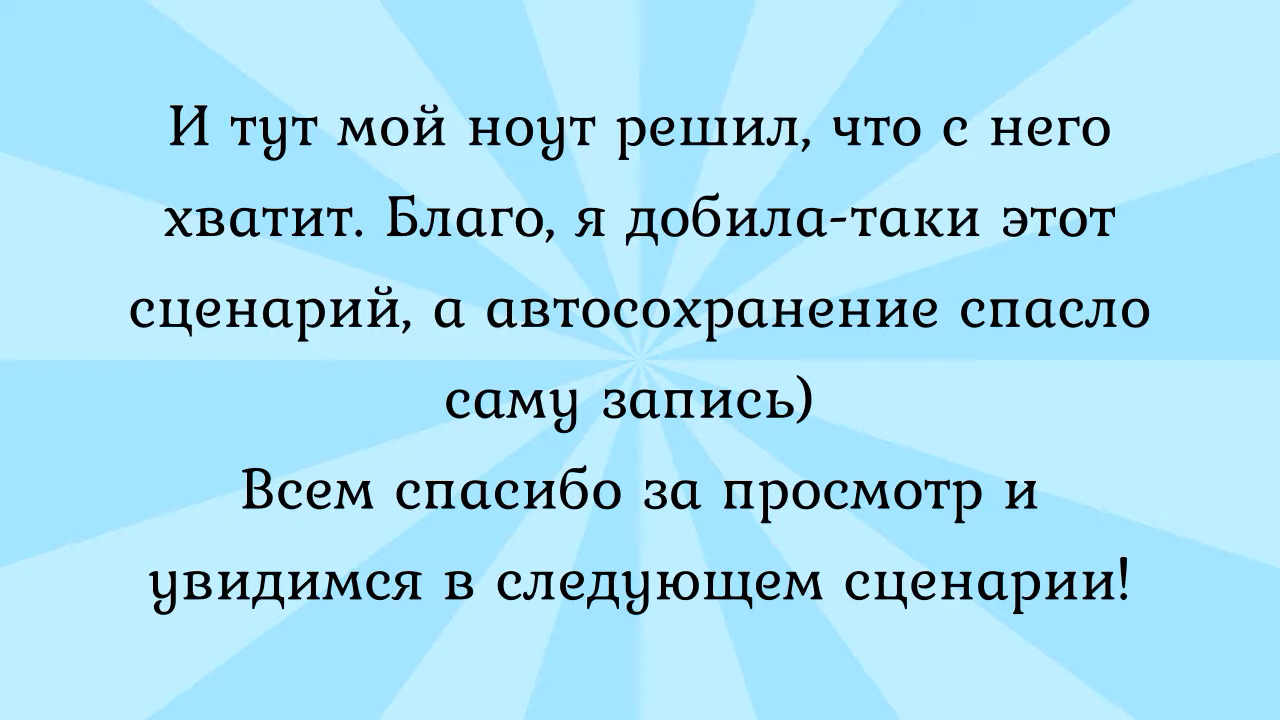 И тут мой ноут решил, что с него
хватит. Благо, я добила-таки этот
сценарий, а автосохранение спасло
саму запись)
Всем спасибо за просмотр и
увидимся в следующем сценарии!